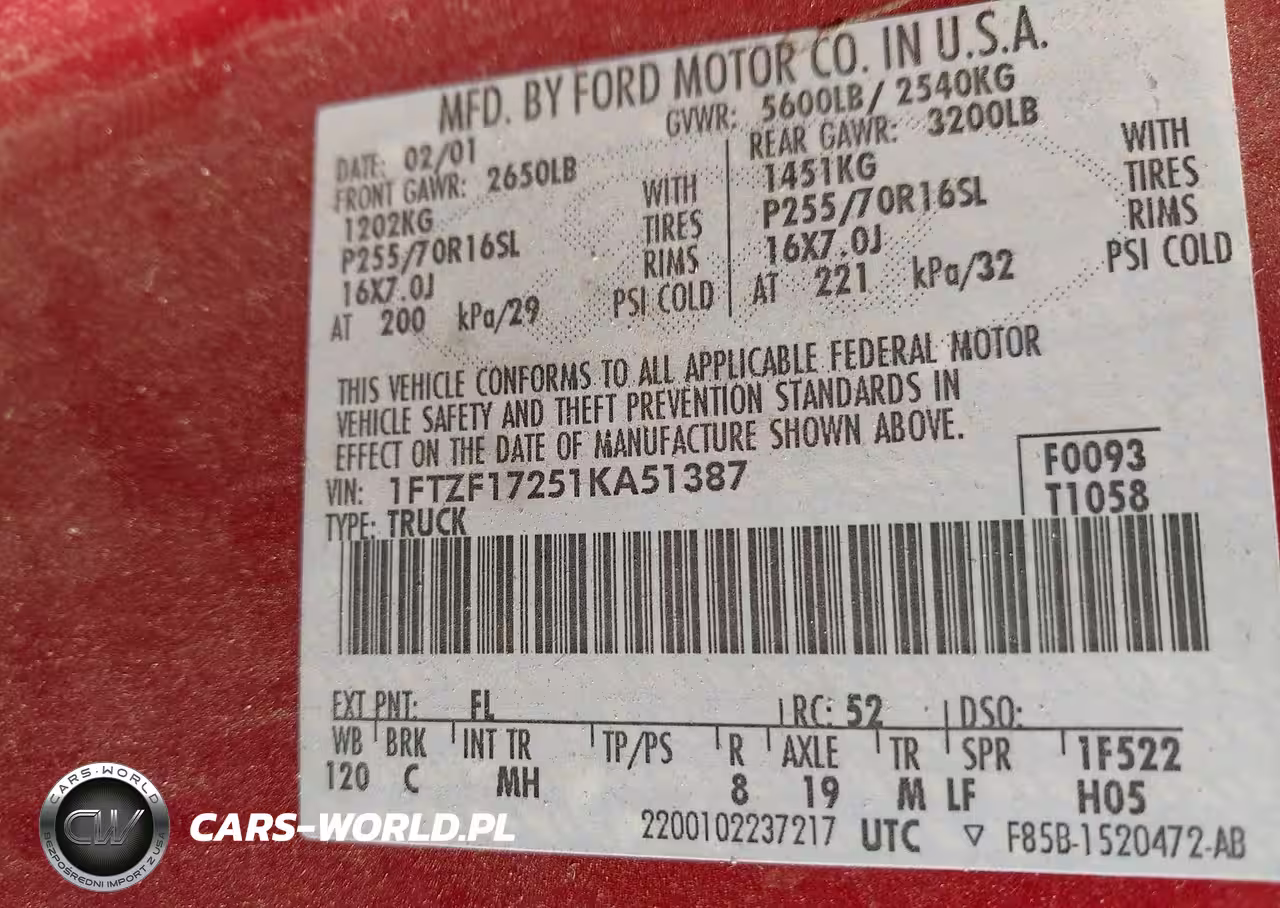 MFD. BY FORD MOTOR CO. IN U.S.A.
DATE: 02/01 GVWR: 5600LB/ 2540KG
FRONT GAWR: 2650LB REAR GAWR: 3200LB
1202KG WITH 1451KG WITH
P255/70R16SL TIRES P255/70R16SL TIRES
16X7.0J RIMS 16X7.0J RIMS
AT 200 kPa/29 PSI COLD AT 221 kPa/32 PSI COLD
THIS VEHICLE CONFORMS TO ALL APPLICABLE FEDERAL MOTOR
VEHICLE SAFETY AND THEFT PREVENTION STANDARDS IN
EFFECT ON THE DATE OF MANUFACTURE SHOWN ABOVE.
VIN: 1FTZF17251KA51387 F0093
TYPE: TRUCK T1058
EXT PNT: FL RC: 52 DSO:
WB BRK INT TR TP/PS R AXLE TR SPR 1F522
120 C MH 8 19 M LF H05
2200102237217 UTC ▽ F85B-1520472-AB
CARS-WORLD
CW
BEZPOŚREDNI IMPORT Z USA
CARS-WORLD.PL